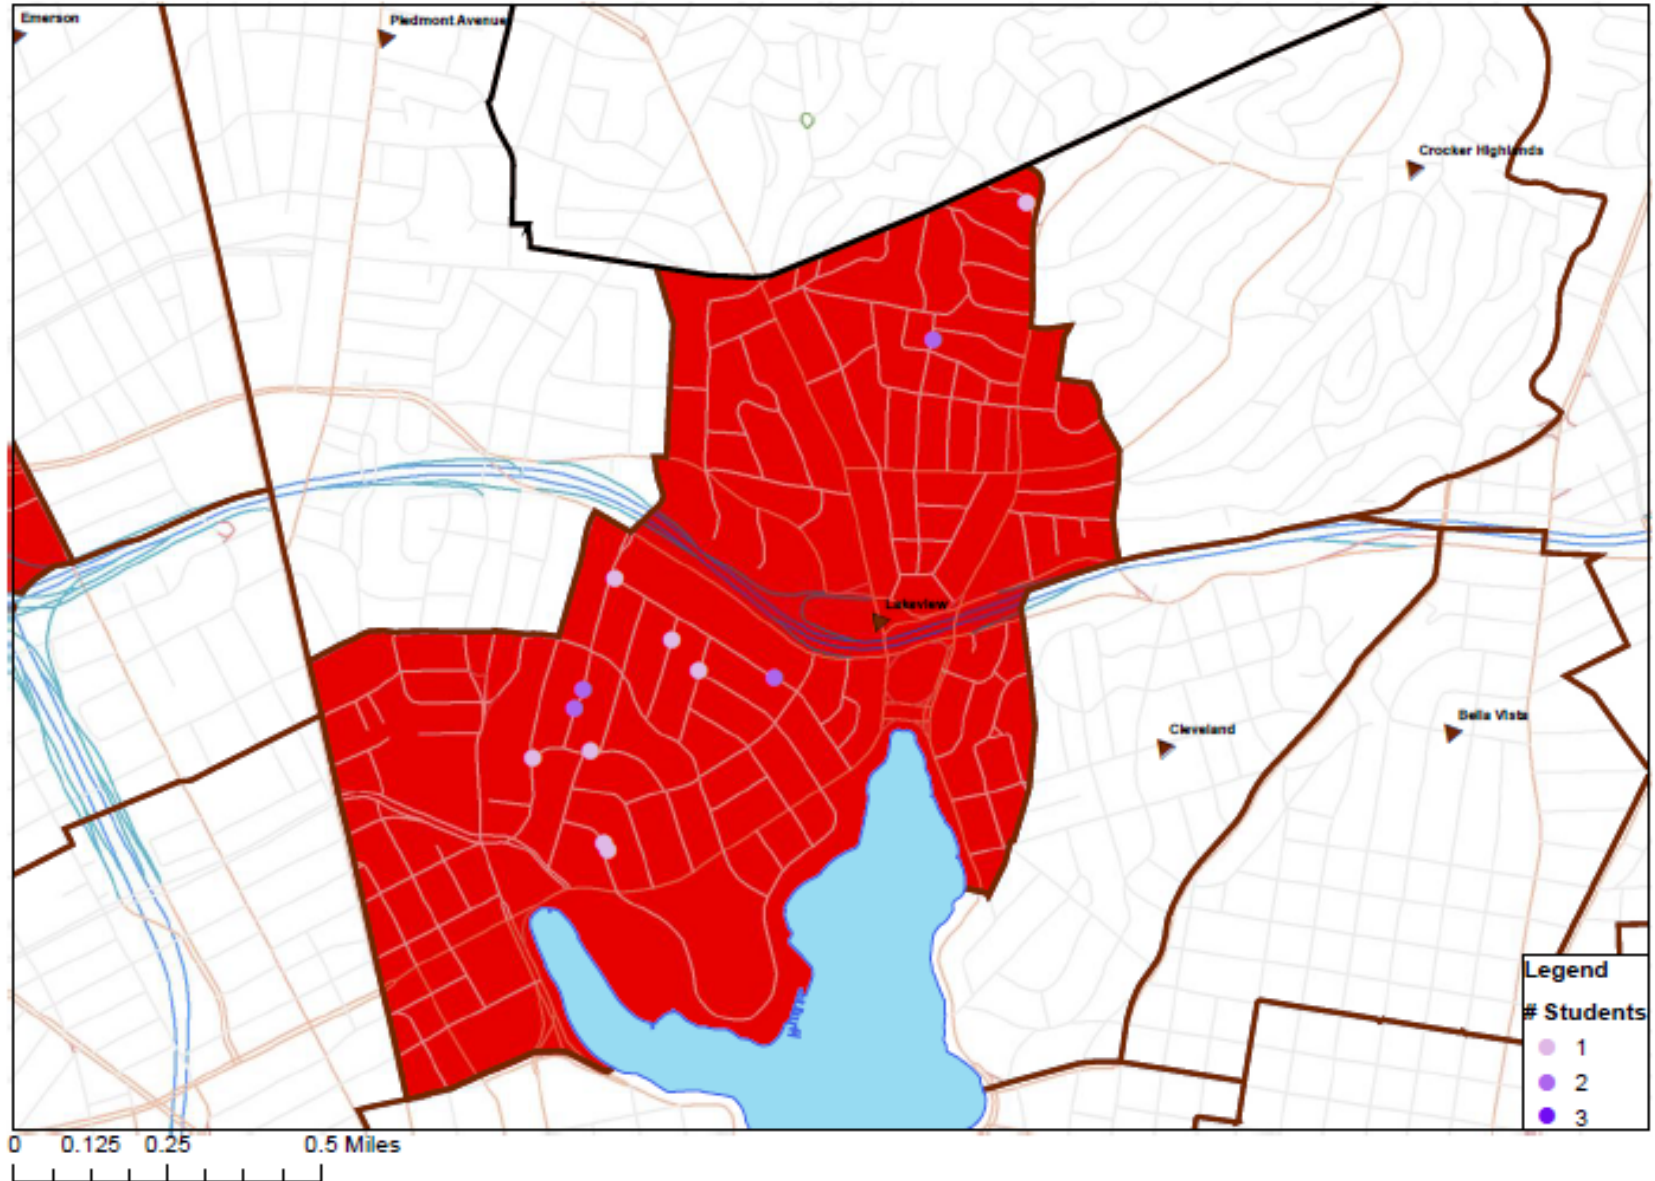 Emerson
Piedmont Avenue
Crocker Highlands
Lakeview
Cleveland
Bella Vista
Legend
# Students
1
2
3
0 0.125 0.25 0.5 Miles